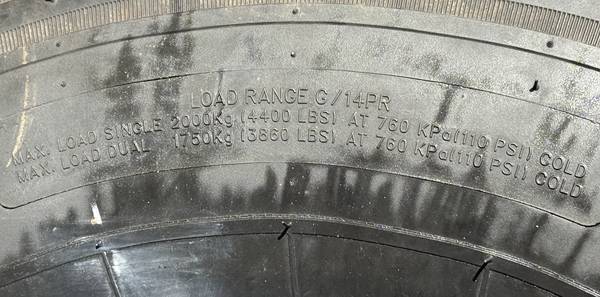 LOAD RANGE G/14PR
MAX. LOAD SINGLE 2000Kg (4400 LBS) AT 760 KPa(110 PSI) COLD
MAX. LOAD DUAL 1750Kg (3860 LBS) AT 760 KPa(110 PSI) COLD